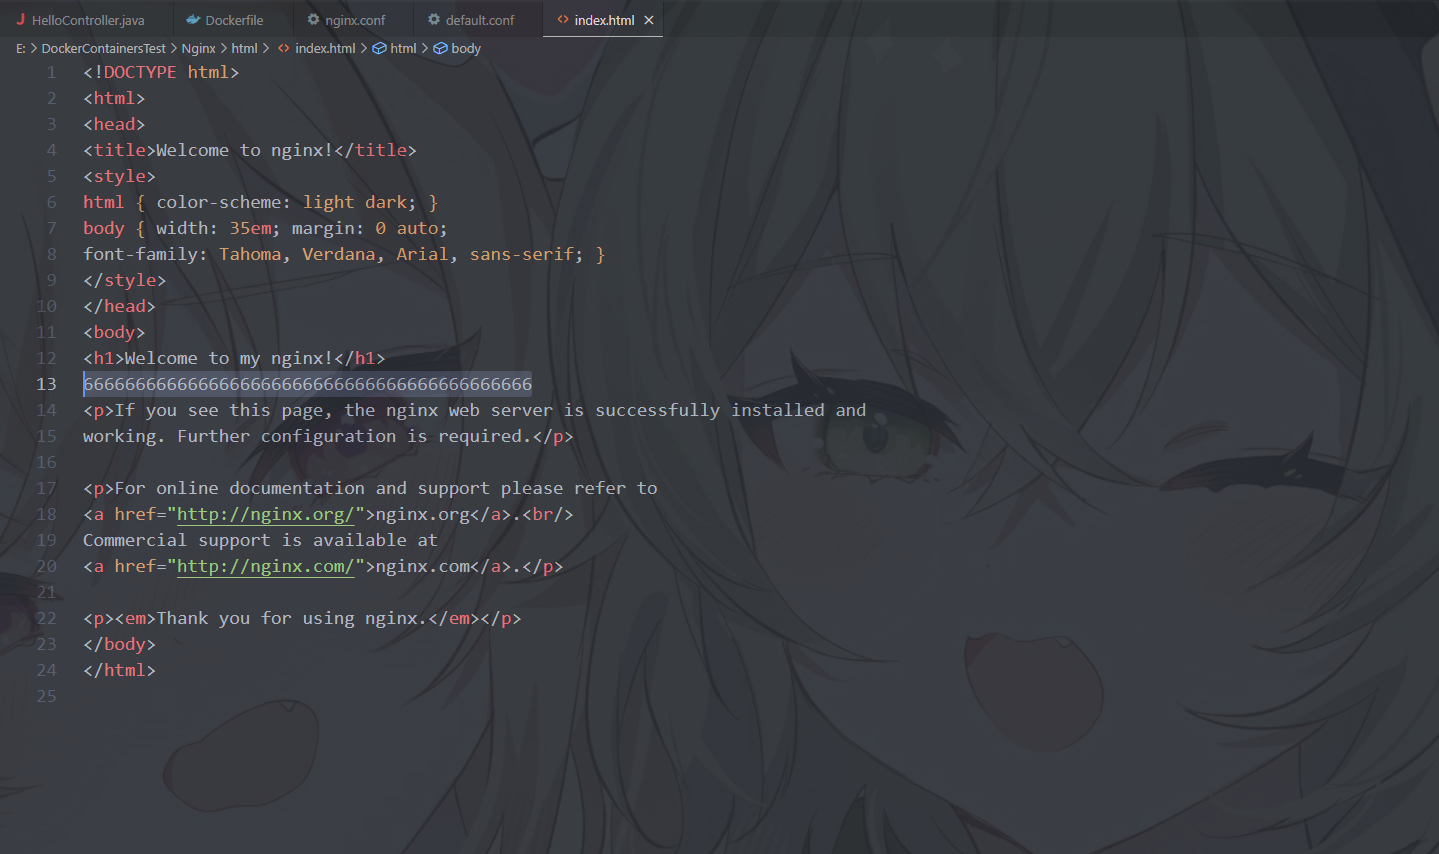 HelloController.java Dockerfile nginx.conf default.conf index.html
E: > DockerContainersTest > Nginx > html > index.html > html > body
1 <!DOCTYPE html>
2 <html>
3 <head>
4 <title>Welcome to nginx!</title>
5 <style>
6 html { color-scheme: light dark; }
7 body { width: 35em; margin: 0 auto;
8 font-family: Tahoma, Verdana, Arial, sans-serif; }
9 </style>
10 </head>
11 <body>
12 <h1>Welcome to my nginx!</h1>
13 6666666666666666666666666666666666666666666
14 <p>If you see this page, the nginx web server is successfully installed and
15 working. Further configuration is required.</p>
16
17 <p>For online documentation and support please refer to
18 <a href="http://nginx.org/">nginx.org</a>.<br/>
19 Commercial support is available at
20 <a href="http://nginx.com/">nginx.com</a>.</p>
21
22 <p><em>Thank you for using nginx.</em></p>
23 </body>
24 </html>
25